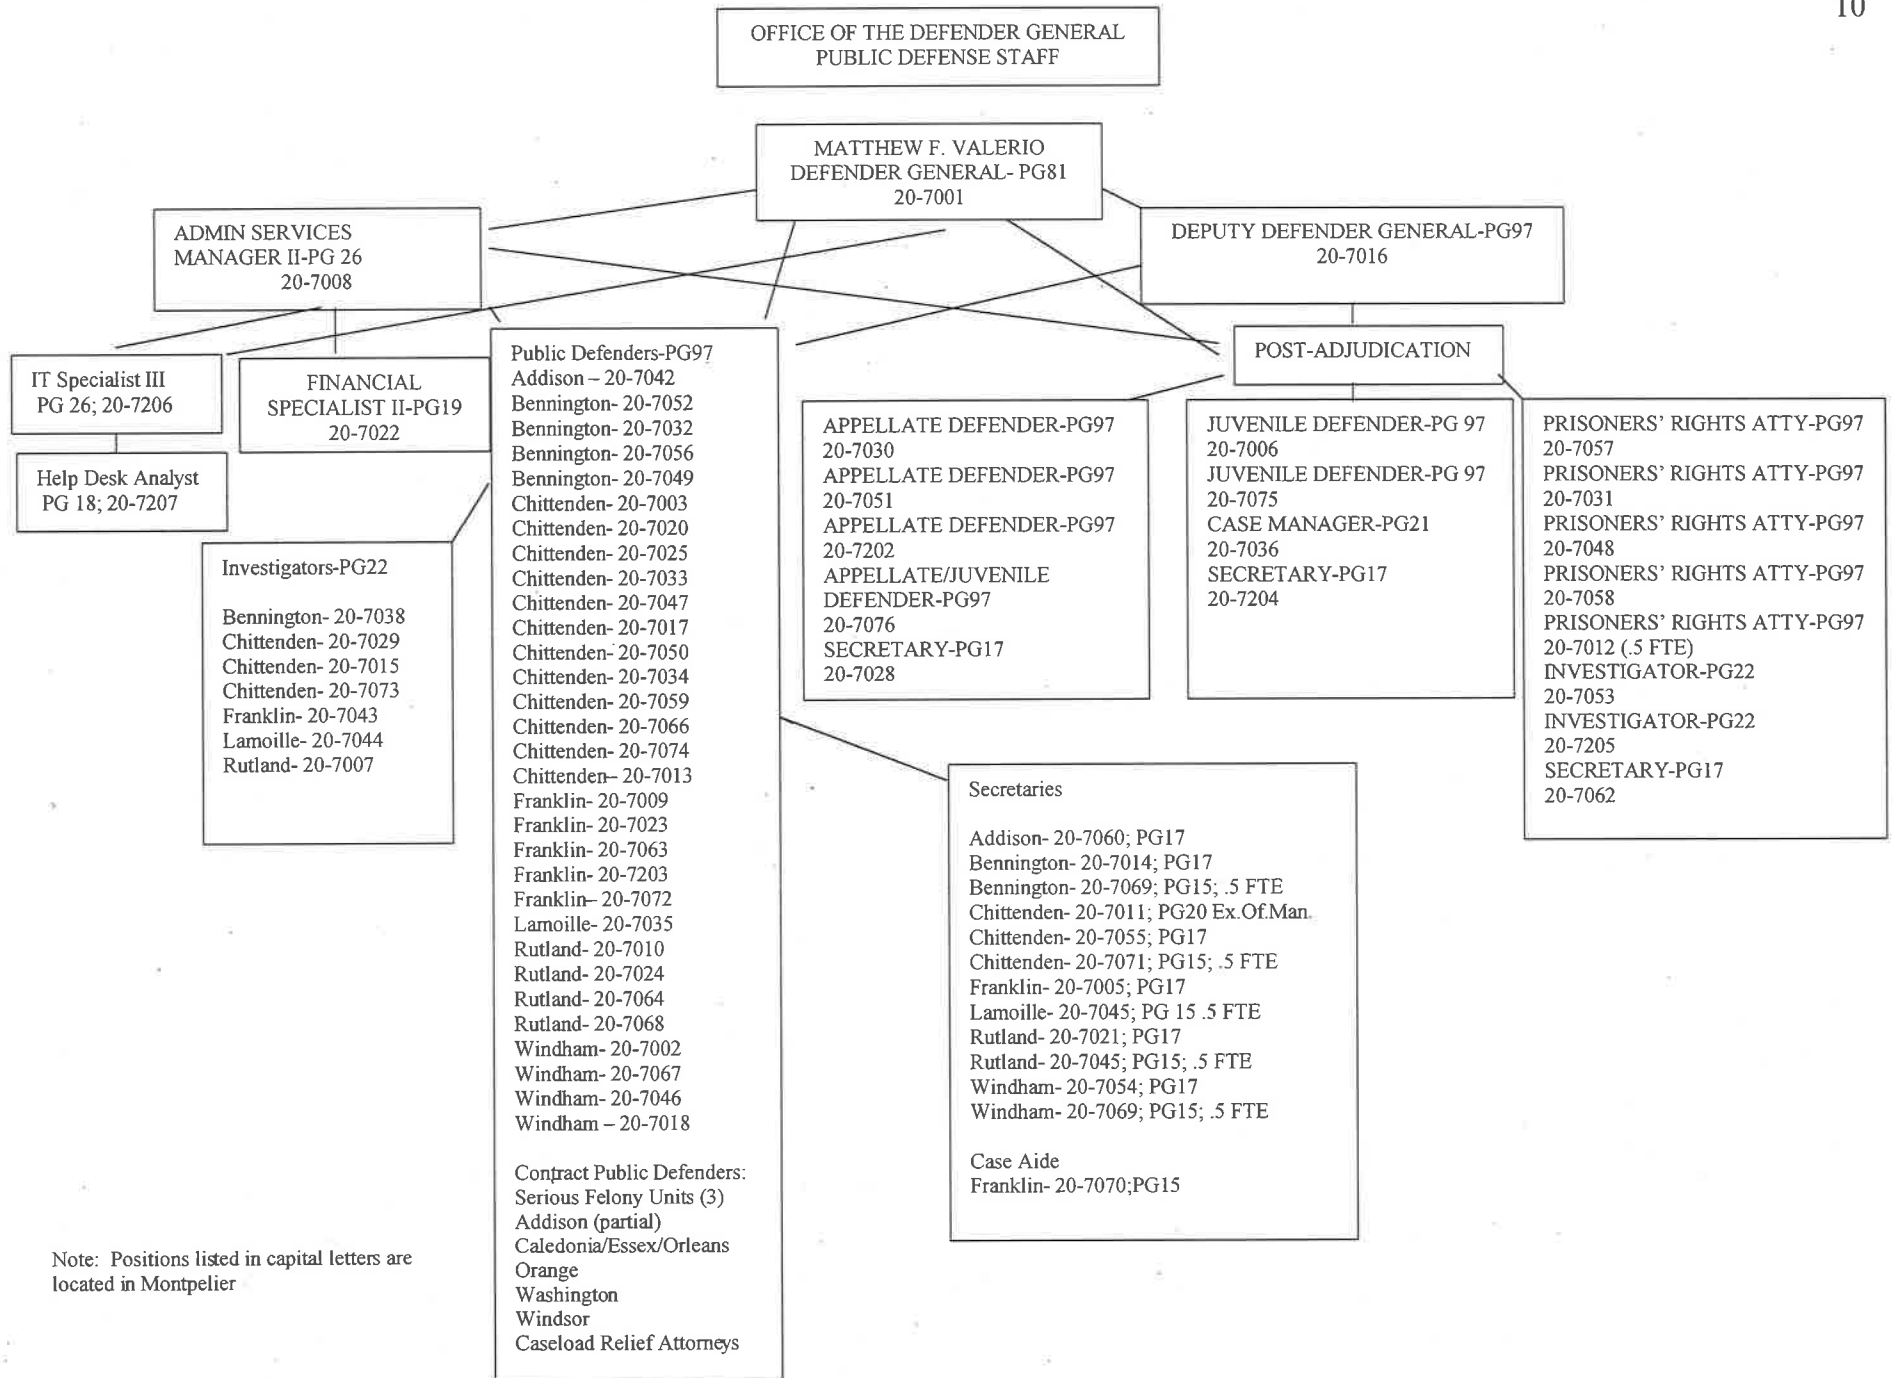 10
OFFICE OF THE DEFENDER GENERAL
PUBLIC DEFENSE STAFF
MATTHEW F. VALERIO
DEFENDER GENERAL- PG81
20-7001
ADMIN SERVICES
MANAGER II-PG 26
20-7008
DEPUTY DEFENDER GENERAL-PG97
20-7016
IT Specialist III
PG 26; 20-7206
Help Desk Analyst
PG 18; 20-7207
FINANCIAL
SPECIALIST II-PG19
20-7022
Investigators-PG22
Bennington- 20-7038
Chittenden- 20-7029
Chittenden- 20-7015
Chittenden- 20-7073
Franklin- 20-7043
Lamoille- 20-7044
Rutland- 20-7007
Public Defenders-PG97
Addison – 20-7042
Bennington- 20-7052
Bennington- 20-7032
Bennington- 20-7056
Bennington- 20-7049
Chittenden- 20-7003
Chittenden- 20-7020
Chittenden- 20-7025
Chittenden- 20-7033
Chittenden- 20-7047
Chittenden- 20-7017
Chittenden- 20-7050
Chittenden- 20-7034
Chittenden- 20-7059
Chittenden- 20-7066
Chittenden- 20-7074
Chittenden– 20-7013
Franklin- 20-7009
Franklin- 20-7023
Franklin- 20-7063
Franklin- 20-7203
Franklin– 20-7072
Lamoille- 20-7035
Rutland- 20-7010
Rutland- 20-7024
Rutland- 20-7064
Rutland- 20-7068
Windham- 20-7002
Windham- 20-7067
Windham- 20-7046
Windham – 20-7018
Contract Public Defenders:
Serious Felony Units (3)
Addison (partial)
Caledonia/Essex/Orleans
Orange
Washington
Windsor
Caseload Relief Attorneys
POST-ADJUDICATION
APPELLATE DEFENDER-PG97
20-7030
APPELLATE DEFENDER-PG97
20-7051
APPELLATE DEFENDER-PG97
20-7202
APPELLATE/JUVENILE
DEFENDER-PG97
20-7076
SECRETARY-PG17
20-7028
JUVENILE DEFENDER-PG 97
20-7006
JUVENILE DEFENDER-PG 97
20-7075
CASE MANAGER-PG21
20-7036
SECRETARY-PG17
20-7204
PRISONERS’ RIGHTS ATTY-PG97
20-7057
PRISONERS’ RIGHTS ATTY-PG97
20-7031
PRISONERS’ RIGHTS ATTY-PG97
20-7048
PRISONERS’ RIGHTS ATTY-PG97
20-7058
PRISONERS’ RIGHTS ATTY-PG97
20-7012 (.5 FTE)
INVESTIGATOR-PG22
20-7053
INVESTIGATOR-PG22
20-7205
SECRETARY-PG17
20-7062
Secretaries
Addison- 20-7060; PG17
Bennington- 20-7014; PG17
Bennington- 20-7069; PG15; .5 FTE
Chittenden- 20-7011; PG20 Ex.Of.Man.
Chittenden- 20-7055; PG17
Chittenden- 20-7071; PG15; .5 FTE
Franklin- 20-7005; PG17
Lamoille- 20-7045; PG 15 .5 FTE
Rutland- 20-7021; PG17
Rutland- 20-7045; PG15; .5 FTE
Windham- 20-7054; PG17
Windham- 20-7069; PG15; .5 FTE
Case Aide
Franklin- 20-7070;PG15
Note: Positions listed in capital letters are
located in Montpelier